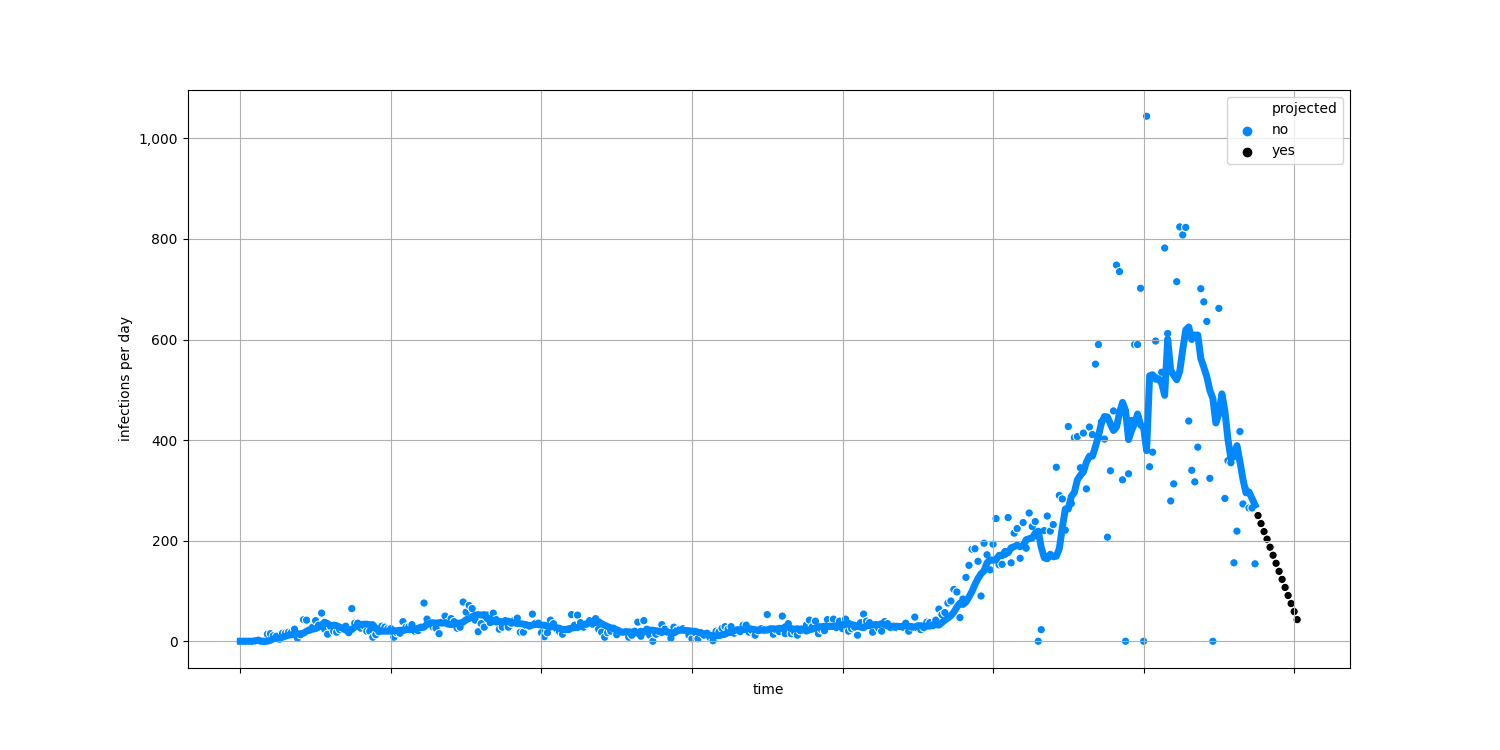 projected
no
yes
1,000
800
600
400
200
0
infections per day
time